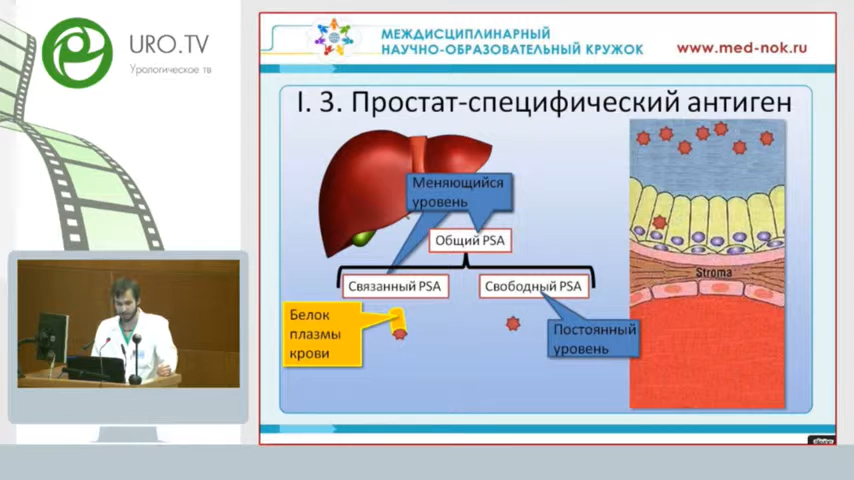 URO.TV
Урологическое тв
МЕЖДИСЦИПЛИНАРНЫЙ
НАУЧНО-ОБРАЗОВАТЕЛЬНЫЙ КРУЖОК
www.med-nok.ru
I. 3. Простат-специфический антиген
Меняющийся
уровень
Общий PSA
Связанный PSA
Свободный PSA
Белок
плазмы
крови
Постоянный
уровень
Stroma